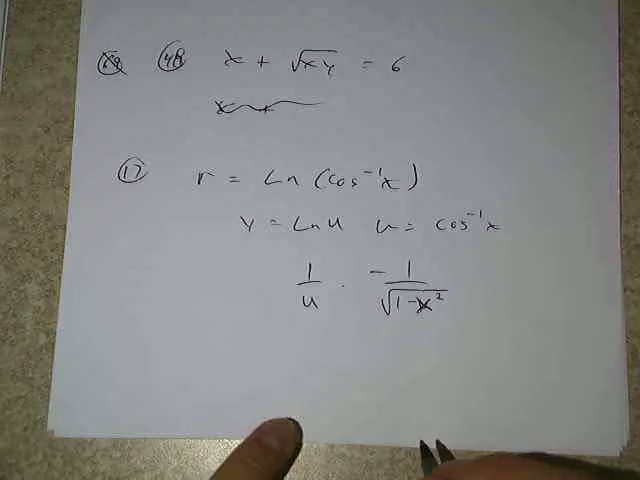 48 x + √xy = 6
17 r = Ln (cos⁻¹x)
y = Ln u u = cos⁻¹x
1/u · -1/√1-x²